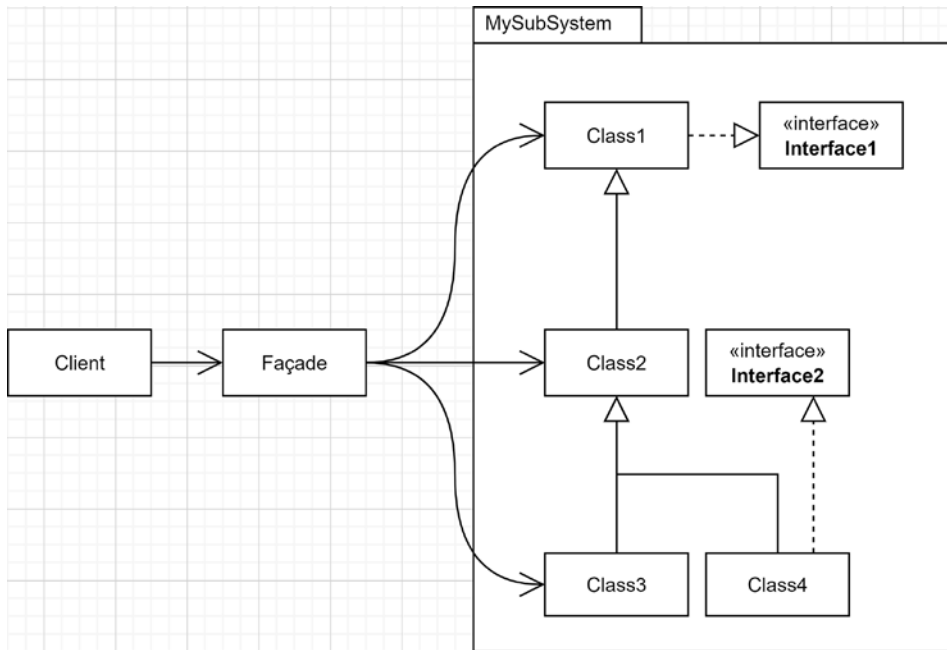 MySubSystem
Class1
«interface»
Interface1
Client
Façade
Class2
«interface»
Interface2
Class3
Class4